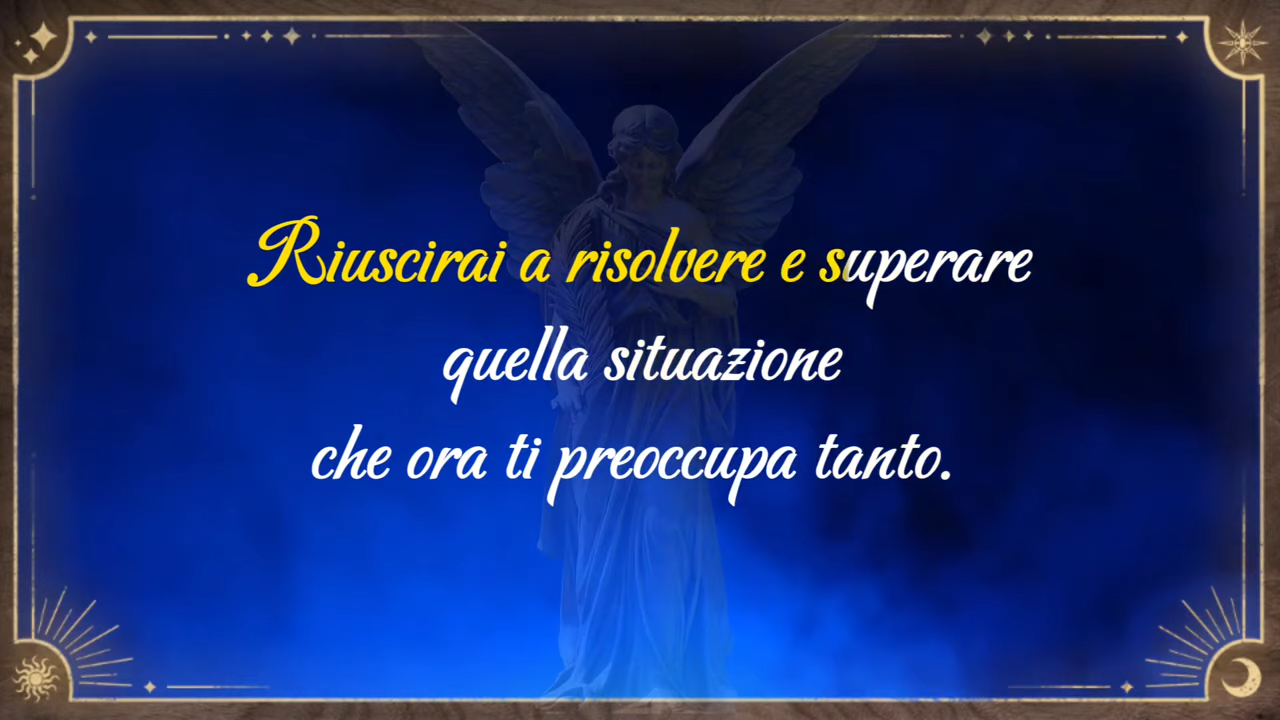 Riuscirai a risolvere e superare
quella situazione
che ora ti preoccupa tanto.